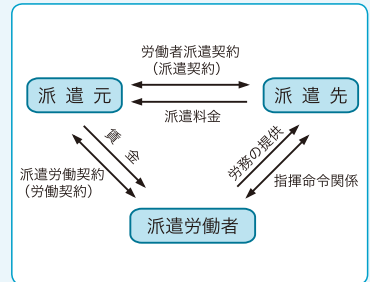 労働者派遣契約
（派遣契約）
派遣元
派遣先
派遣料金
賃金
労務の提供
派遣労働契約
（労働契約）
指揮命令関係
派遣労働者